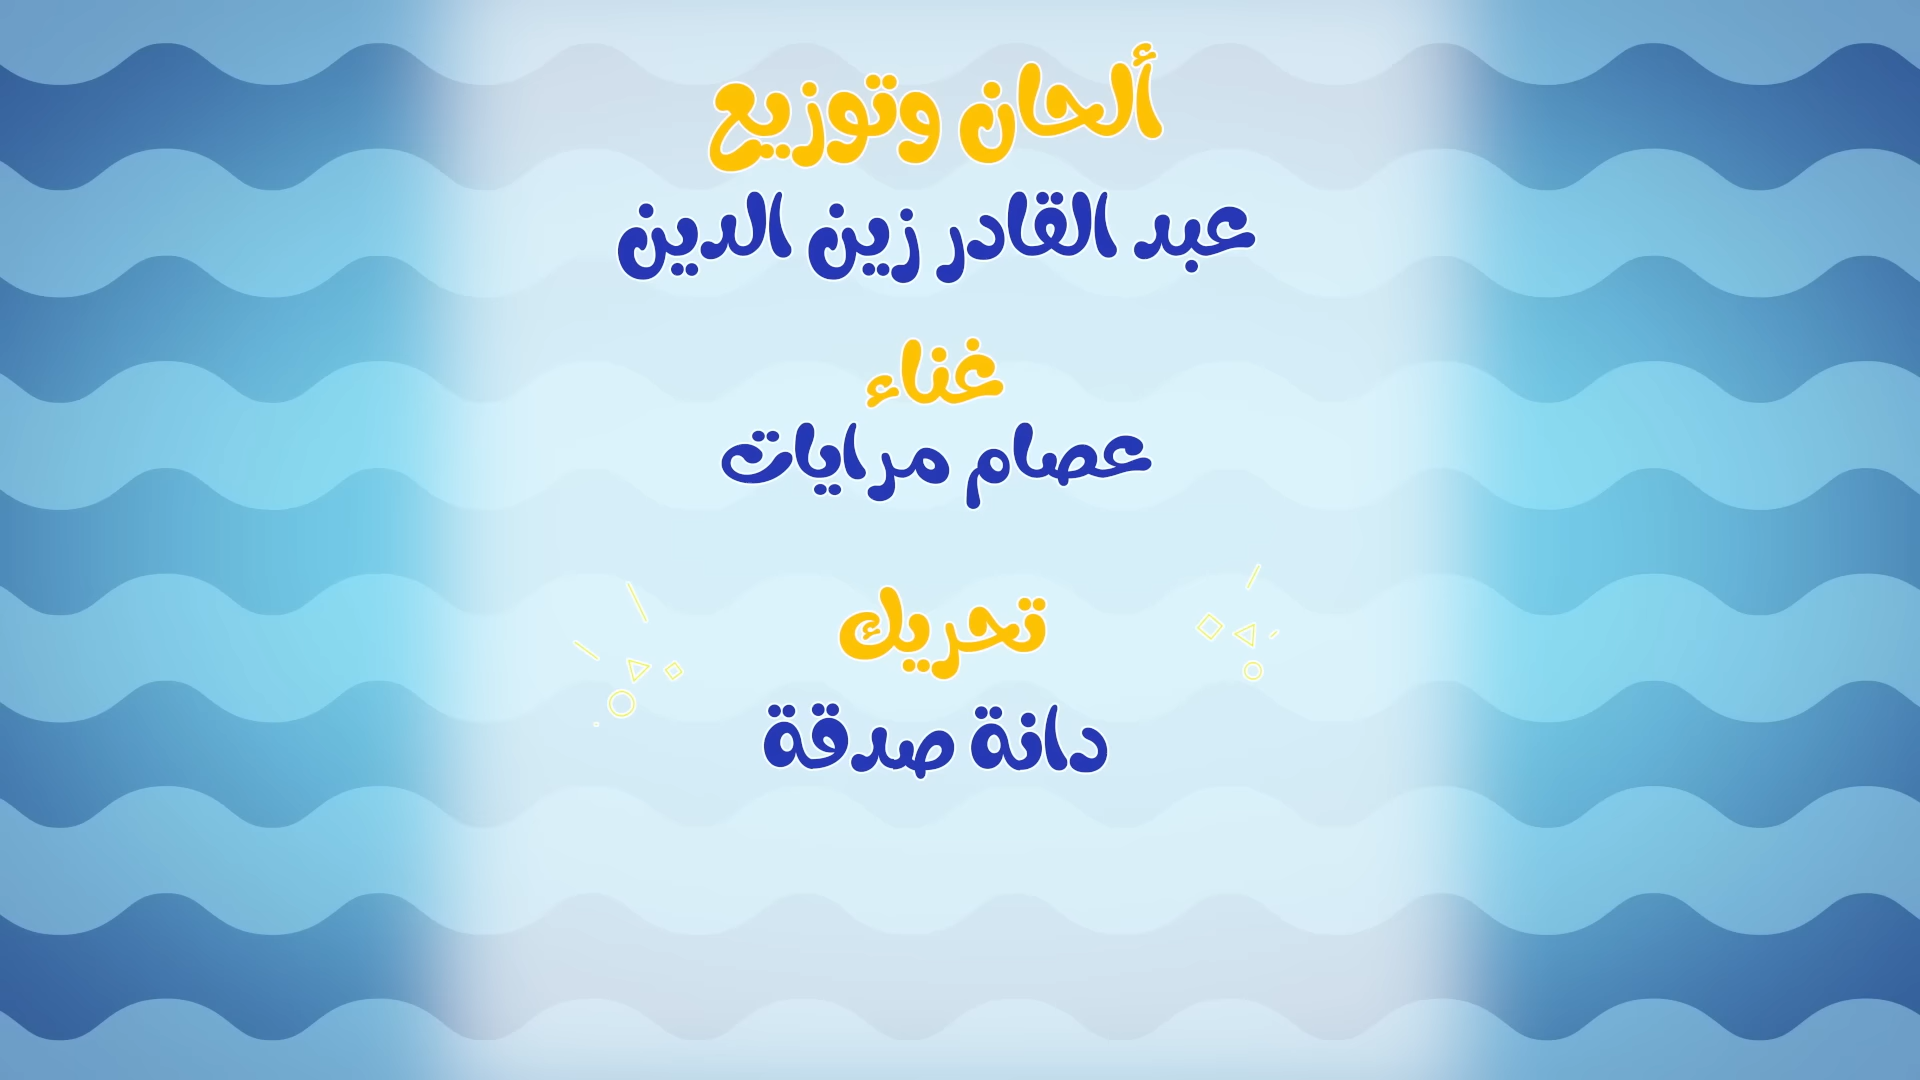 ألحان وتوزيع
عبد القادر زين الدين
غناء
عصام مرايات
تحريك
دانة صدقة